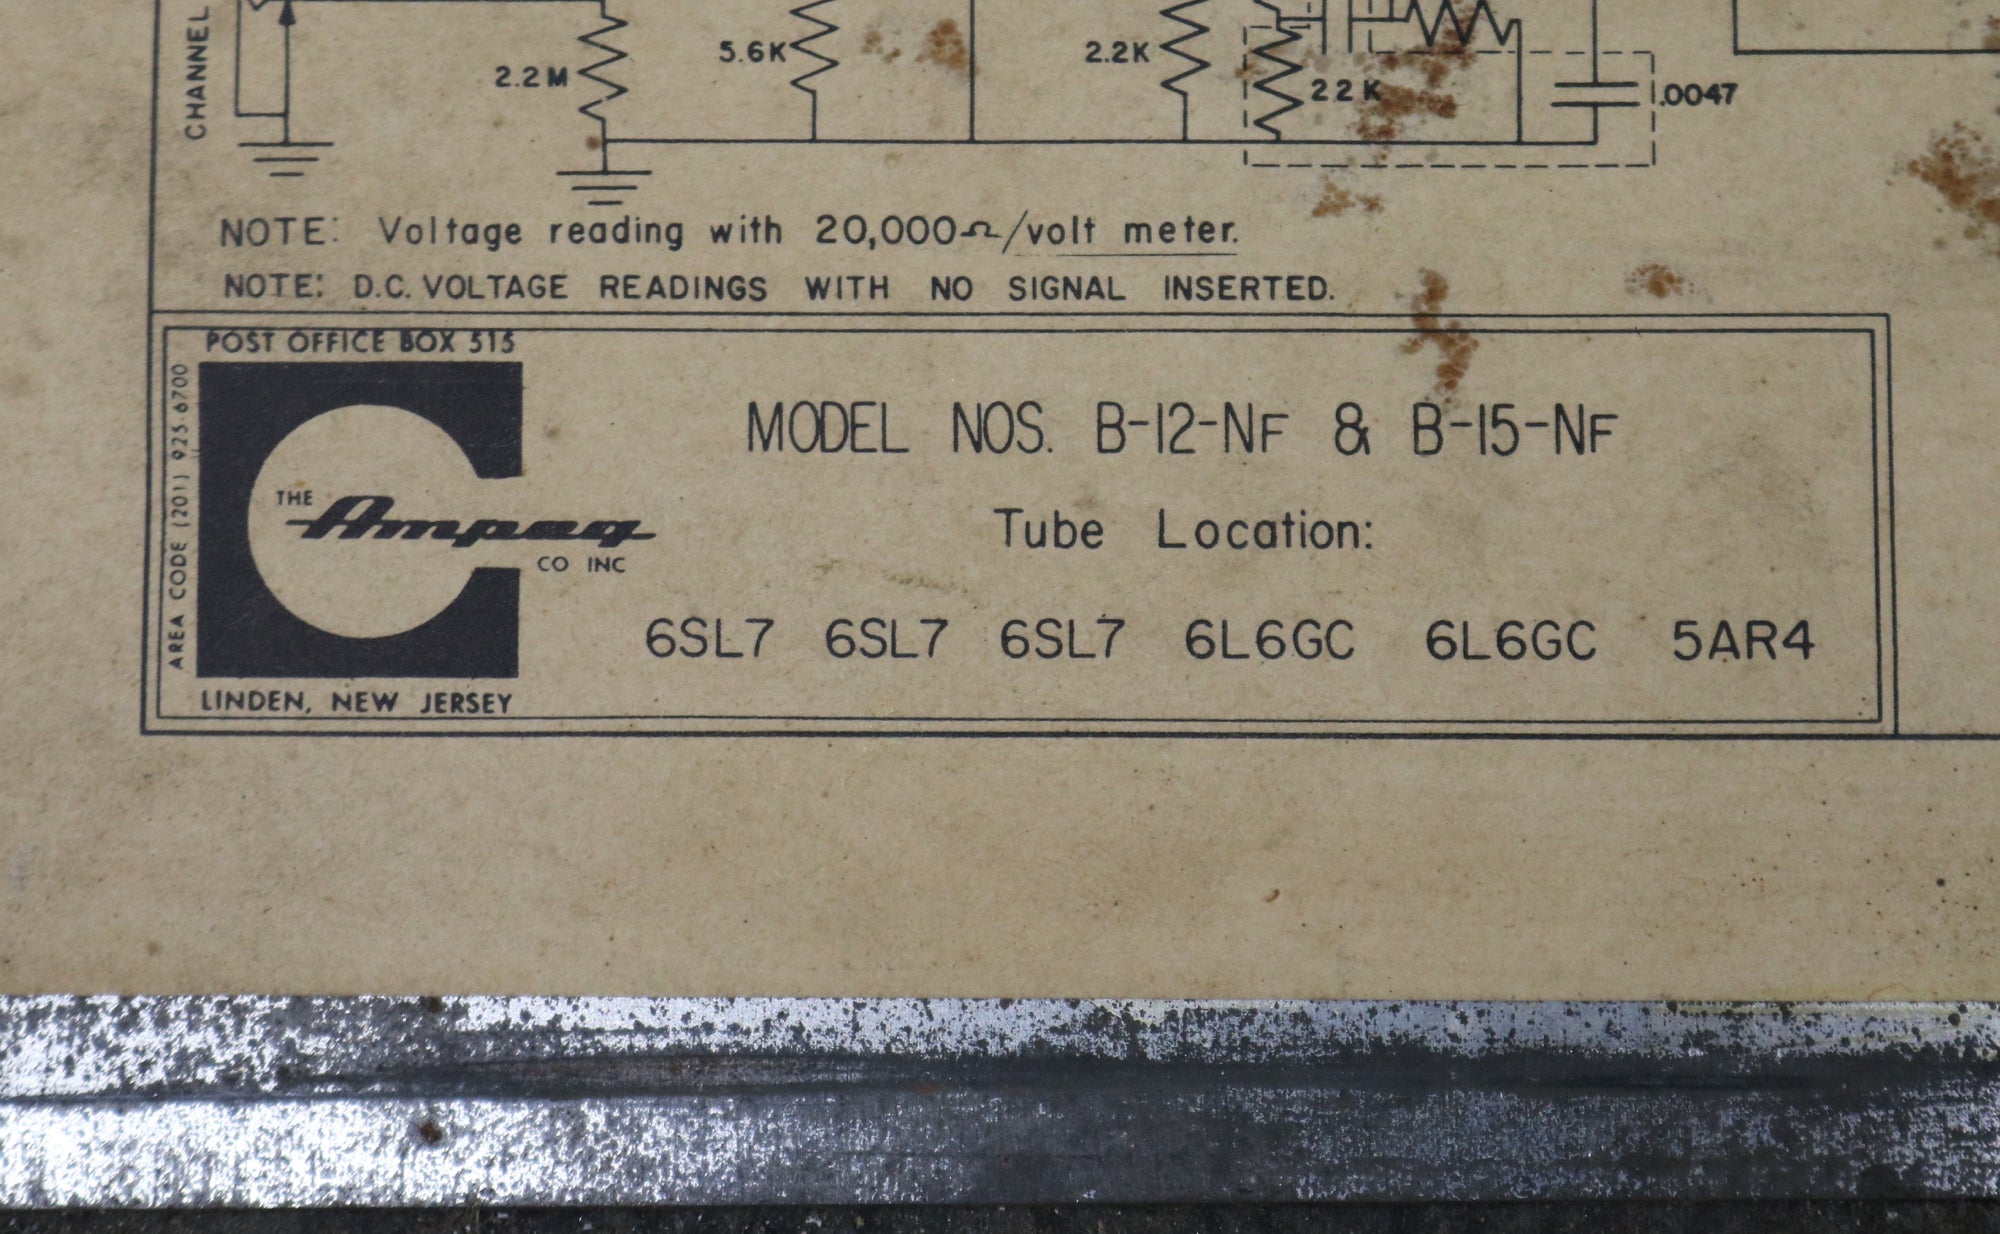 CHANNEL
2.2M
5.6K
2.2K
22K
.0047
NOTE: Voltage reading with 20,000Ω/volt meter.
NOTE: D.C. VOLTAGE READINGS WITH NO SIGNAL INSERTED.
POST OFFICE BOX 515
AREA CODE (201) 925-6700
THE
Ampeg
CO INC
LINDEN, NEW JERSEY
MODEL NOS. B-12-NF & B-15-NF
Tube Location:
6SL7 6SL7 6SL7 6L6GC 6L6GC 5AR4